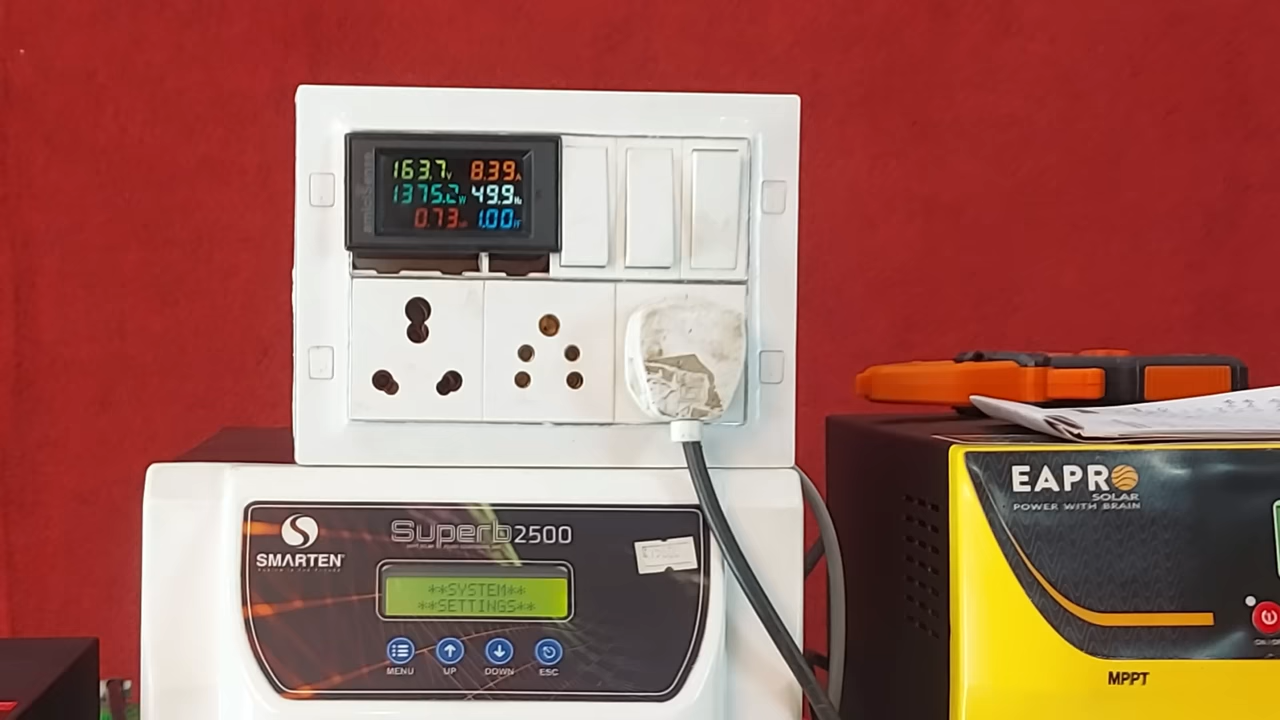 163.7V 8.39A
1375.2W 49.9Hz
0.73 1.00PF
SMARTEN
Superb2500
**SYSTEM**
**SETTINGS**
MENU UP DOWN ESC
EAPRO
SOLAR
POWER WITH BRAIN
MPPT